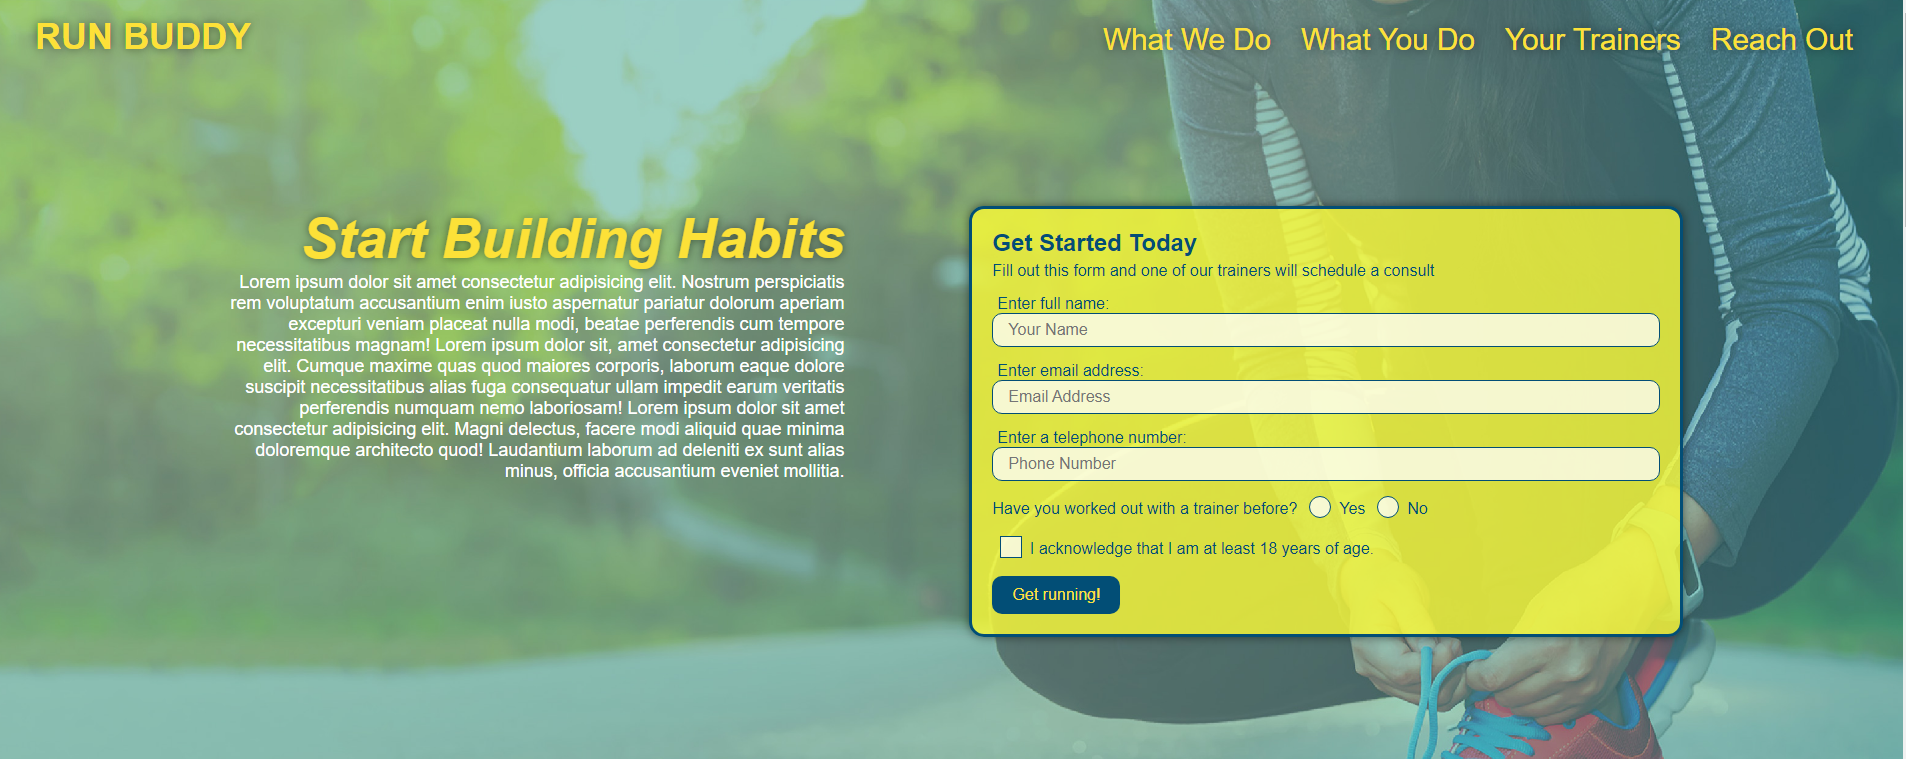 RUN BUDDY
What We Do What You Do Your Trainers Reach Out
Start Building Habits
Lorem ipsum dolor sit amet consectetur adipisicing elit. Nostrum perspiciatis
rem voluptatum accusantium enim iusto aspernatur pariatur dolorum aperiam
excepturi veniam placeat nulla modi, beatae perferendis cum tempore
necessitatibus magnam! Lorem ipsum dolor sit, amet consectetur adipisicing
elit. Cumque maxime quas quod maiores corporis, laborum eaque dolore
suscipit necessitatibus alias fuga consequatur ullam impedit earum veritatis
perferendis numquam nemo laboriosam! Lorem ipsum dolor sit amet
consectetur adipisicing elit. Magni delectus, facere modi aliquid quae minima
doloremque architecto quod! Laudantium laborum ad deleniti ex sunt alias
minus, officia accusantium eveniet mollitia.
Get Started Today
Fill out this form and one of our trainers will schedule a consult
Enter full name:
Your Name
Enter email address:
Email Address
Enter a telephone number:
Phone Number
Have you worked out with a trainer before? Yes No
I acknowledge that I am at least 18 years of age.
Get running!